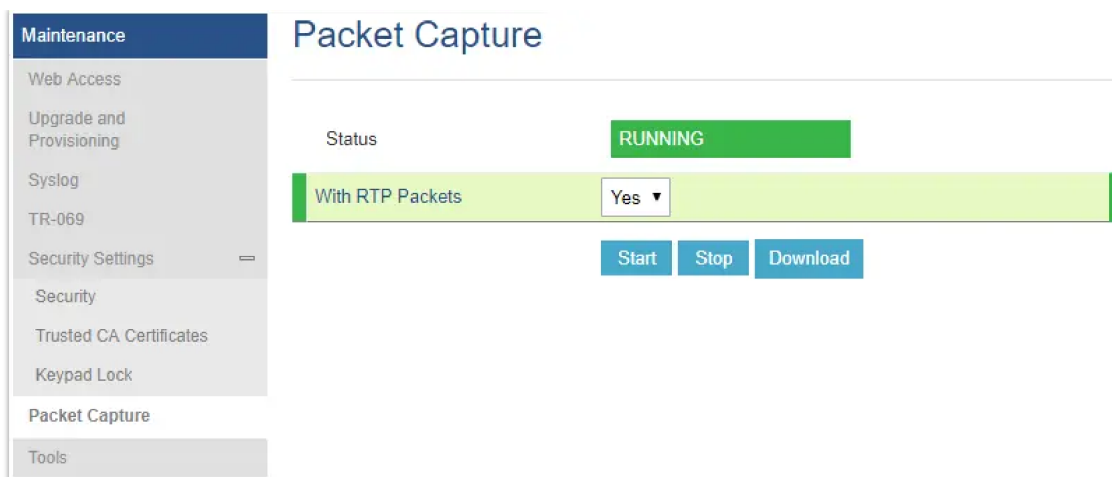 Maintenance
Web Access
Upgrade and
Provisioning
Syslog
TR-069
Security Settings
Security
Trusted CA Certificates
Keypad Lock
Packet Capture
Tools
Packet Capture
Status
RUNNING
With RTP Packets
Yes
Start Stop Download